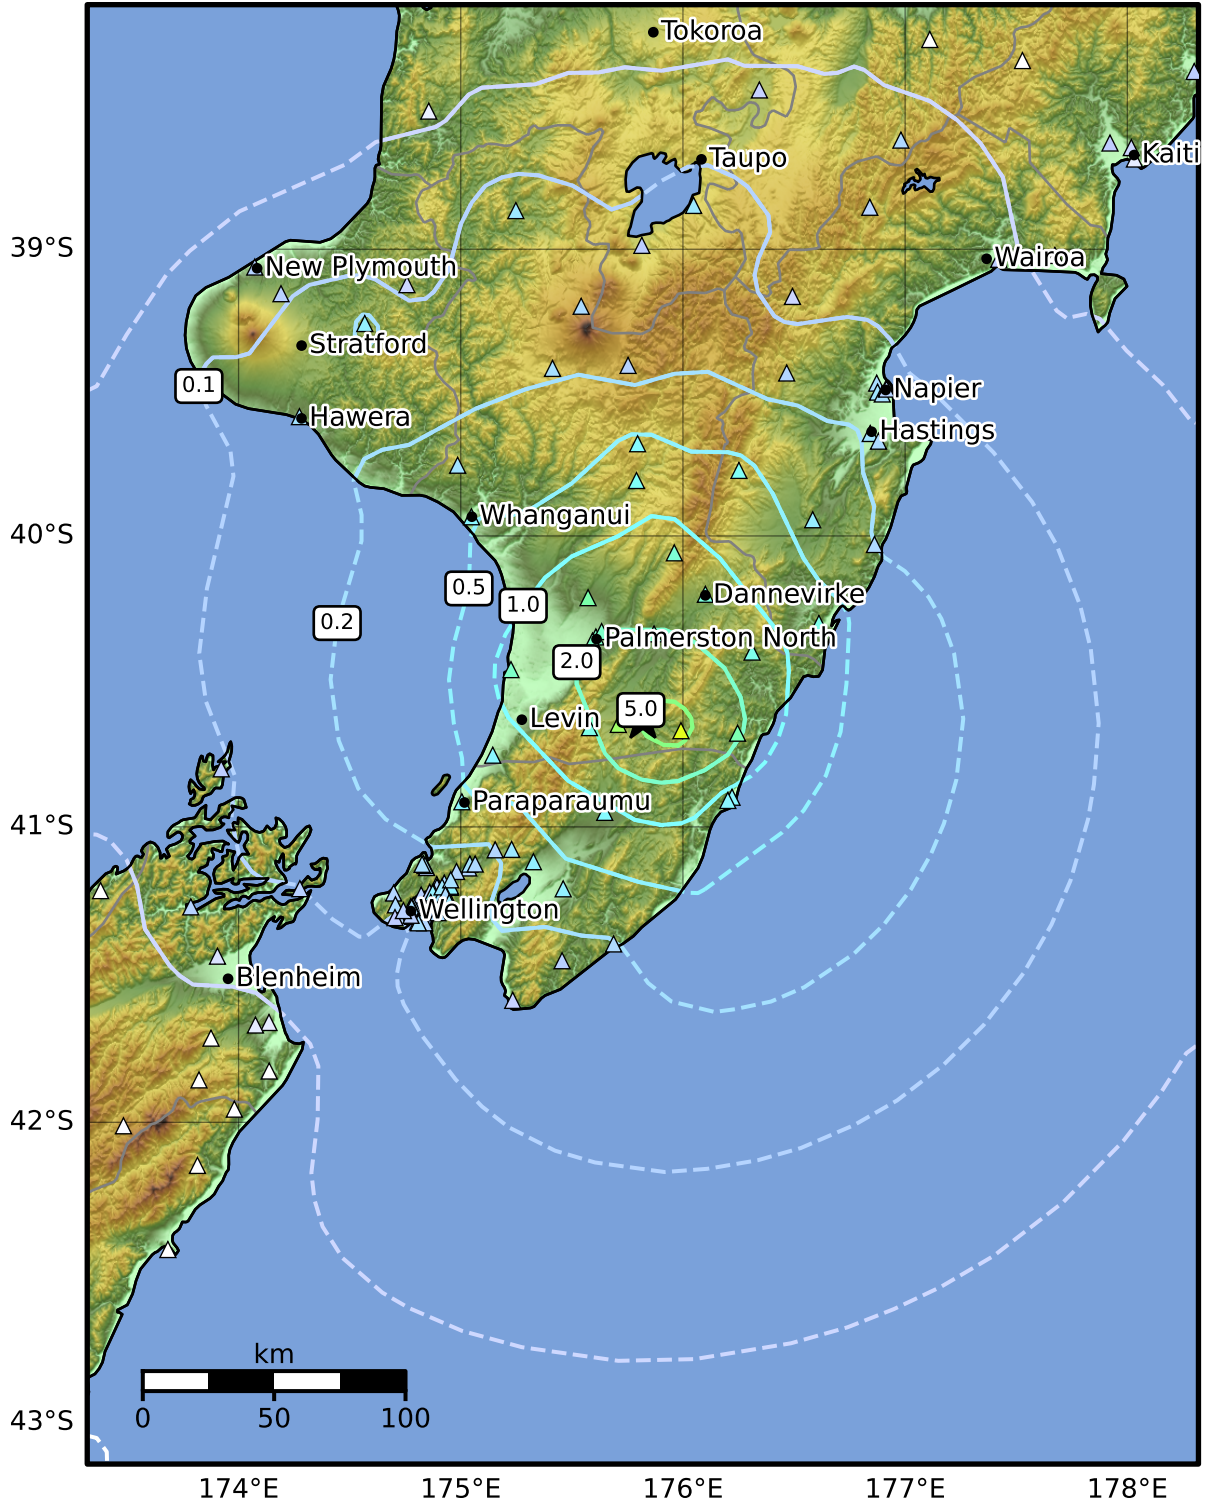 Tokoroa
Taupo
Kaiti
39°S
Wairoa
New Plymouth
Stratford
0.1
Napier
Hawera
Hastings
Whanganui
40°S
0.5
1.0
Dannevirke
0.2
Palmerston North
2.0
5.0
Levin
Paraparaumu
41°S
Wellington
Blenheim
42°S
km
0 50 100
43°S
174°E 175°E 176°E 177°E 178°E